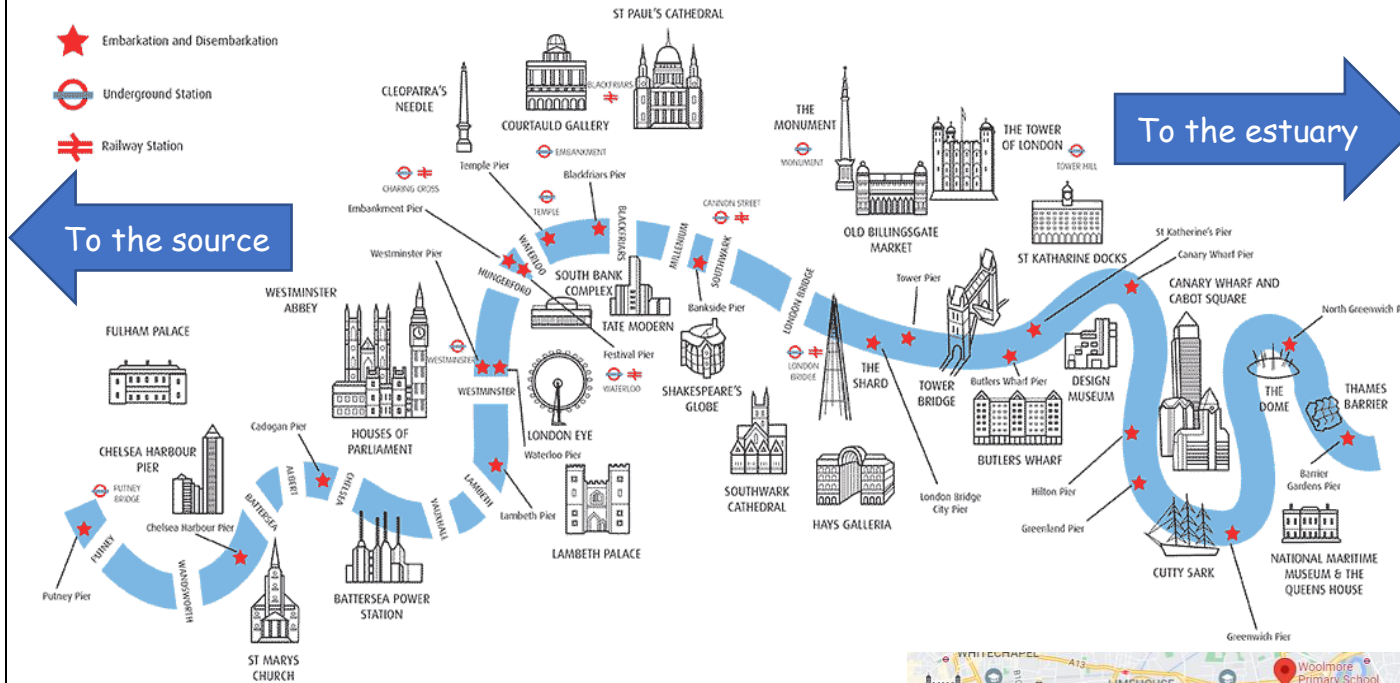 Embarkation and Disembarkation
Underground Station
Railway Station
To the source
To the estuary
ST PAUL'S CATHEDRAL
CLEOPATRA'S
NEEDLE
COURTAULD GALLERY
BLACKFRIARS
EMBANKMENT
CHARING CROSS
TEMPLE
Temple Pier
Blackfriars Pier
Embankment Pier
Westminster Pier
HUNGERFORD
WATERLOO
BLACKFRIARS
MILLENIUM
SOUTHWARK
CANNON STREET
LONDON BRIDGE
THE
MONUMENT
MONUMENT
OLD BILLINGSGATE
MARKET
THE TOWER
OF LONDON
TOWER HILL
ST KATHARINE DOCKS
St Katherine's Pier
Canary Wharf Pier
CANARY WHARF AND
CABOT SQUARE
North Greenwich
THE
DOME
THAMES
BARRIER
Barrier
Gardens Pier
WESTMINSTER
ABBEY
FULHAM PALACE
HOUSES OF
PARLIAMENT
WESTMINSTER
WESTMINSTER
SOUTH BANK
COMPLEX
TATE MODERN
Festival Pier
WATERLOO
LONDON EYE
Waterloo Pier
Bankside Pier
SHAKESPEARE'S
GLOBE
LONDON
BRIDGE
THE
SHARD
Tower Pier
TOWER
BRIDGE
Butlers Wharf Pier
DESIGN
MUSEUM
BUTLERS WHARF
SOUTHWARK
CATHEDRAL
HAYS GALLERIA
London Bridge
City Pier
Hilton Pier
Greenland Pier
CUTTY SARK
NATIONAL MARITIME
MUSEUM & THE
QUEENS HOUSE
Greenwich Pier
CHELSEA HARBOUR
PIER
Cadogan Pier
PUTNEY
BRIDGE
Chelsea Harbour Pier
Putney Pier
PUTNEY
WANDSWORTH
BATTERSEA
ALBERT
CHELSEA
VAUXHALL
LAMBETH
Lambeth Pier
LAMBETH PALACE
BATTERSEA POWER
STATION
ST MARYS
CHURCH
WHITECHAPEL
A13
LIMEHOUSE
Woolmore
Primary School